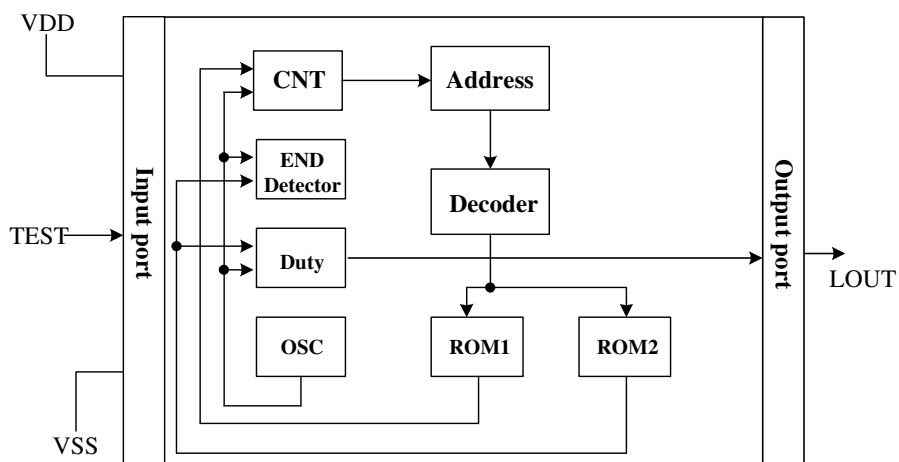 VDD
CNT
Address
END
Detector
Input port
Decoder
Output port
TEST
Duty
LOUT
OSC
ROM1
ROM2
VSS